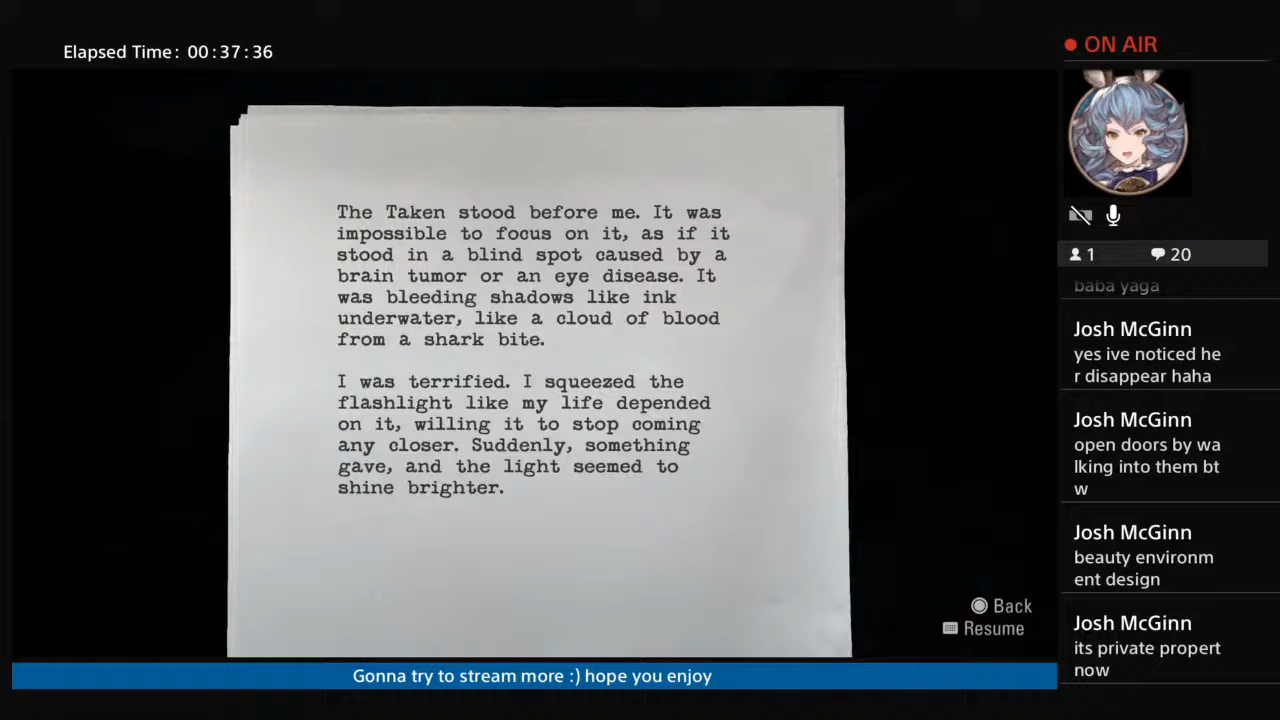 Elapsed Time: 00:37:36
ON AIR
The Taken stood before me. It was
impossible to focus on it, as if it
stood in a blind spot caused by a
brain tumor or an eye disease. It
was bleeding shadows like ink
underwater, like a cloud of blood
from a shark bite.
I was terrified. I squeezed the
flashlight like my life depended
on it, willing it to stop coming
any closer. Suddenly, something
gave, and the light seemed to
shine brighter.
Back
Resume
Gonna try to stream more :) hope you enjoy
1
20
baba yaga
Josh McGinn
yes ive noticed he
r disappear haha
Josh McGinn
open doors by wa
lking into them bt
w
Josh McGinn
beauty environm
ent design
Josh McGinn
its private propert
now